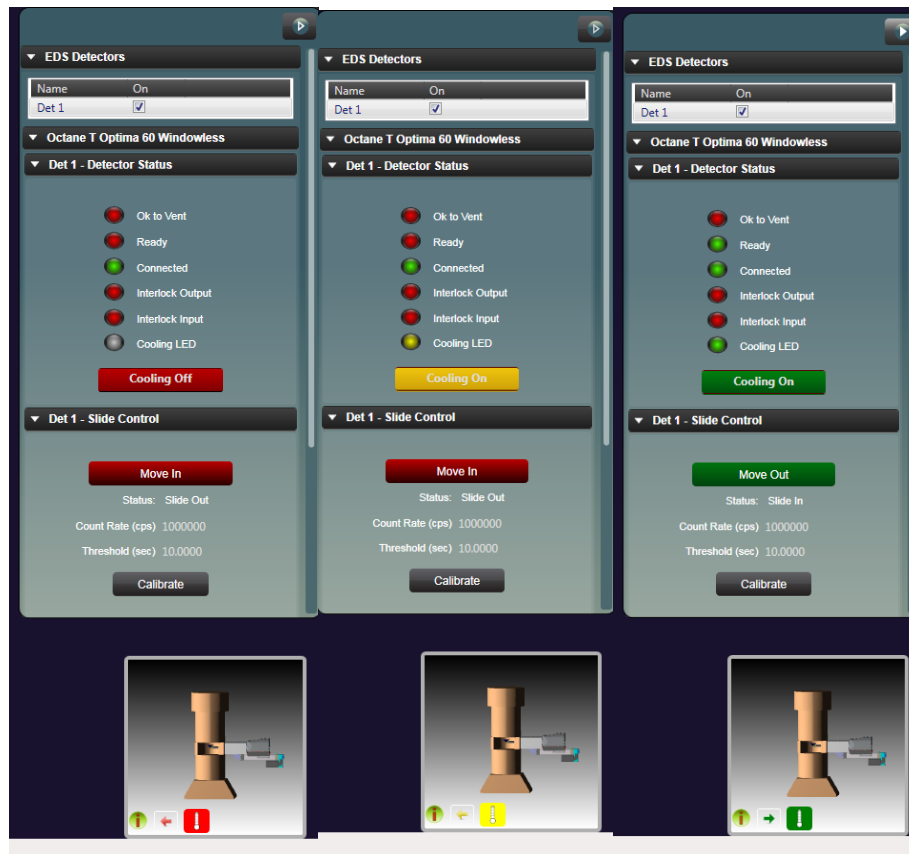 EDS Detectors
Name On
Det 1
Octane T Optima 60 Windowless
Det 1 - Detector Status
Ok to Vent
Ready
Connected
Interlock Output
Interlock Input
Cooling LED
Cooling Off
Det 1 - Slide Control
Move In
Status: Slide Out
Count Rate (cps) 1000000
Threshold (sec) 10.0000
Calibrate
EDS Detectors
Name On
Det 1
Octane T Optima 60 Windowless
Det 1 - Detector Status
Ok to Vent
Ready
Connected
Interlock Output
Interlock Input
Cooling LED
Cooling On
Det 1 - Slide Control
Move In
Status: Slide Out
Count Rate (cps) 1000000
Threshold (sec) 10.0000
Calibrate
EDS Detectors
Name On
Det 1
Octane T Optima 60 Windowless
Det 1 - Detector Status
Ok to Vent
Ready
Connected
Interlock Output
Interlock Input
Cooling LED
Cooling On
Det 1 - Slide Control
Move Out
Status: Slide In
Count Rate (cps) 1000000
Threshold (sec) 10.0000
Calibrate